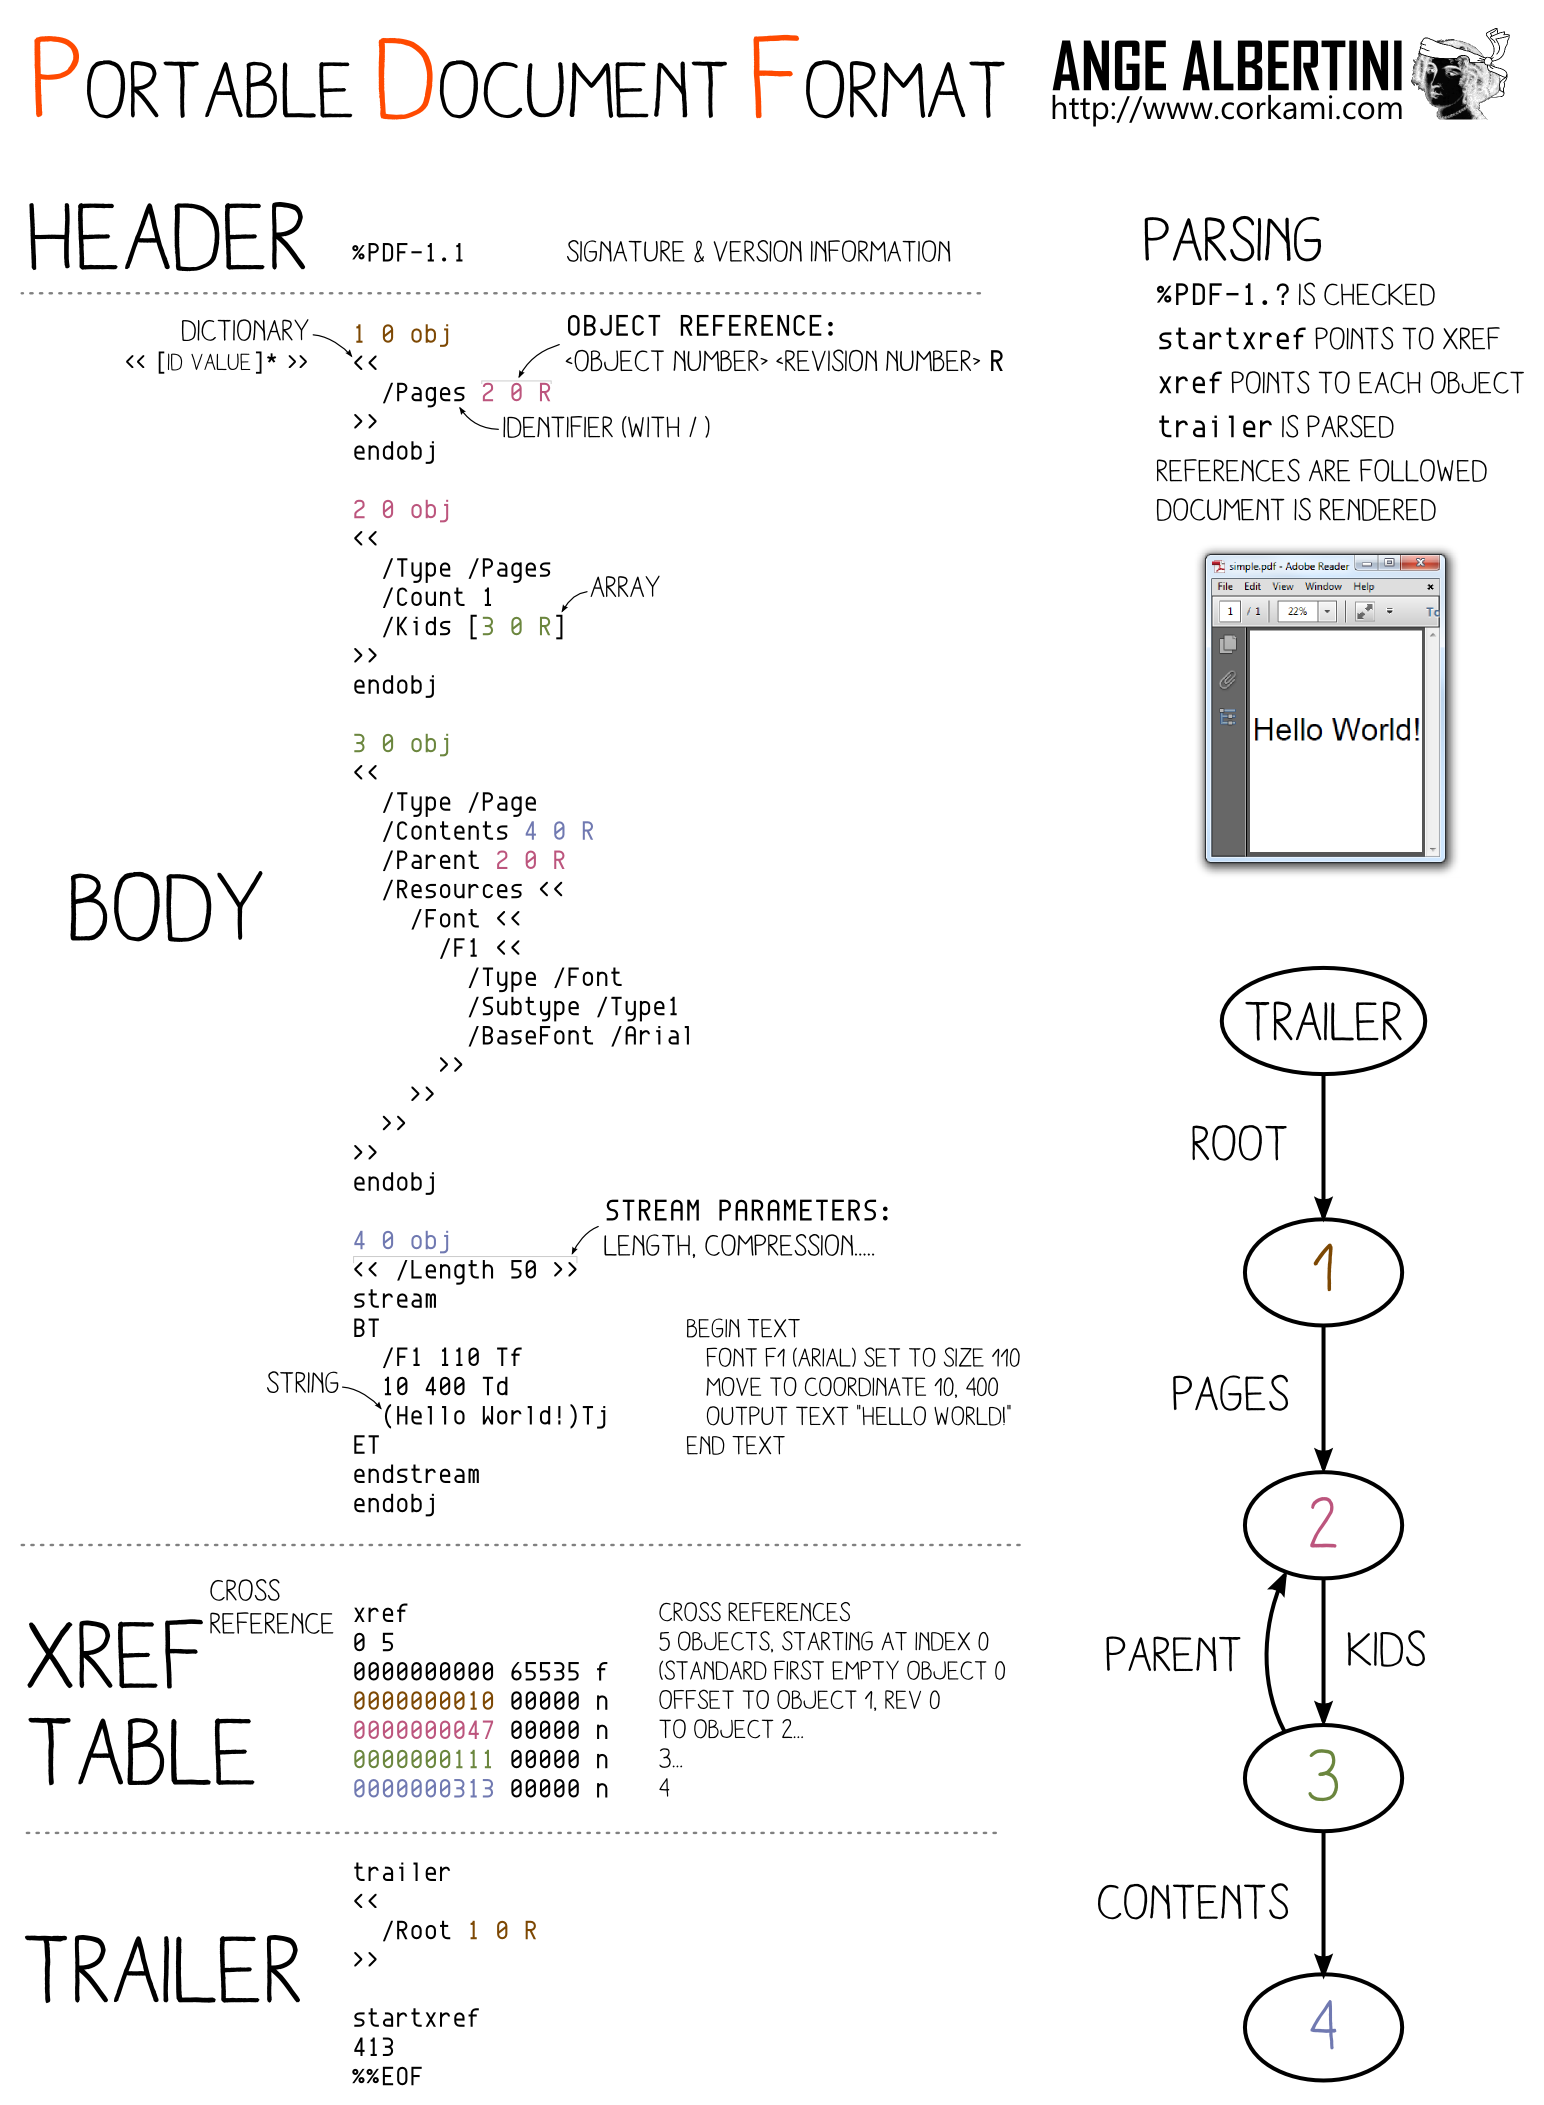 PORTABLE DOCUMENT FORMAT
ANGE ALBERTINI
http://www.corkami.com
HEADER
%PDF-1.1
SIGNATURE & VERSION INFORMATION
DICTIONARY
<< [ID VALUE]* >>
1 0 obj
<<
/Pages 2 0 R
>>
endobj
OBJECT REFERENCE:
<OBJECT NUMBER> <REVISION NUMBER> R
IDENTIFIER (WITH / )
BODY
2 0 obj
<<
/Type /Pages
/Count 1
/Kids [3 0 R]
>>
endobj
ARRAY
3 0 obj
<<
/Type /Page
/Contents 4 0 R
/Parent 2 0 R
/Resources <<
/Font <<
/F1 <<
/Type /Font
/Subtype /Type1
/BaseFont /Arial
>>
>>
>>
>>
endobj
4 0 obj
<< /Length 50 >>
STREAM PARAMETERS:
LENGTH, COMPRESSION.....
stream
BT BEGIN TEXT
/F1 110 Tf FONT F1 (ARIAL) SET TO SIZE 110
STRING
10 400 Td MOVE TO COORDINATE 10, 400
(Hello World!)Tj OUTPUT TEXT "HELLO WORLD!"
ET END TEXT
endstream
endobj
XREF TABLE
CROSS
REFERENCE
xref CROSS REFERENCES
0 5 5 OBJECTS, STARTING AT INDEX 0
0000000000 65535 f (STANDARD FIRST EMPTY OBJECT 0
0000000010 00000 n OFFSET TO OBJECT 1, REV 0
0000000047 00000 n TO OBJECT 2...
0000000111 00000 n 3...
0000000313 00000 n 4
TRAILER
trailer
<<
/Root 1 0 R
>>
startxref
413
%%EOF
PARSING
%PDF-1.? IS CHECKED
startxref POINTS TO XREF
xref POINTS TO EACH OBJECT
trailer IS PARSED
REFERENCES ARE FOLLOWED
DOCUMENT IS RENDERED
simple.pdf - Adobe Reader
File Edit View Window Help
1 / 1 22% To
Hello World!
TRAILER
ROOT
1
PAGES
2
PARENT KIDS
3
CONTENTS
4